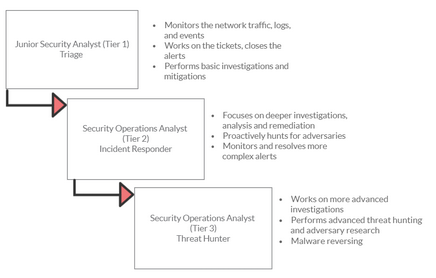 Junior Security Analyst (Tier 1)
Triage
• Monitors the network traffic, logs,
and events
• Works on the tickets, closes the
alerts
• Performs basic investigations and
mitigations
Security Operations Analyst
(Tier 2)
Incident Responder
• Focuses on deeper investigations,
analysis and remediation
• Proactively hunts for adversaries
• Monitors and resolves more
complex alerts
Security Operations Analyst
(Tier 3)
Threat Hunter
• Works on more advanced
investigations
• Performs advanced threat hunting
and adversary research
• Malware reversing